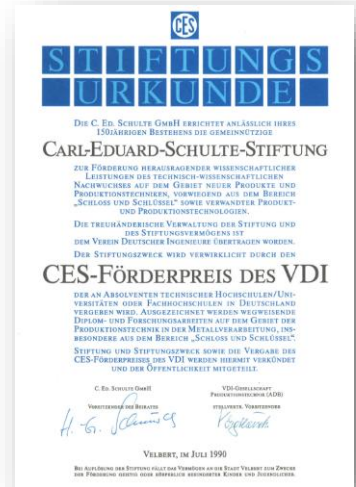 CES
STIFTUNGS
URKUNDE
DIE C. ED. SCHULTE GMBH ERRICHTET ANLÄSSLICH IHRES
150JÄHRIGEN BESTEHENS DIE GEMEINNÜTZIGE
CARL-EDUARD-SCHULTE-STIFTUNG
ZUR FÖRDERUNG HERAUSRAGENDER WISSENSCHAFTLICHER
LEISTUNGEN DES TECHNISCH-WISSENSCHAFTLICHEN
NACHWUCHSES AUF DEM GEBIET NEUER PRODUKTE UND
PRODUKTIONSTECHNIKEN, VORWIEGEND AUS DEM BEREICH
„SCHLOSS UND SCHLÜSSEL" SOWIE VERWANDTER PRODUKT-
UND PRODUKTIONSTECHNOLOGIEN.
DIE TREUHÄNDERISCHE VERWALTUNG DER STIFTUNG UND
DES STIFTUNGSVERMÖGENS IST
DEM VEREIN DEUTSCHER INGENIEURE ÜBERTRAGEN WORDEN.
DER STIFTUNGSZWECK WIRD VERWIRKLICHT DURCH DEN
CES-FÖRDERPREIS DES VDI
DER AN ABSOLVENTEN TECHNISCHER HOCHSCHULEN/UNI-
VERSITÄTEN ODER FACHHOCHSCHULEN IN DEUTSCHLAND
VERGEBEN WIRD. AUSGEZEICHNET WERDEN WEGWEISENDE
DIPLOM- UND FORSCHUNGSARBEITEN AUF DEM GEBIET DER
PRODUKTIONSTECHNIK IN DER METALLVERARBEITUNG, INS-
BESONDERE AUS DEM BEREICH „SCHLOSS UND SCHLÜSSEL".
STIFTUNG UND STIFTUNGSZWECK SOWIE DIE VERGABE DES
CES-FÖRDERPREISES DES VDI WERDEN HIERMIT VERKÜNDET
UND DER ÖFFENTLICHKEIT MITGETEILT.
C. ED. SCHULTE GMBH
VORSITZENDER DES BEIRATES
VDI-GESELLSCHAFT
PRODUKTIONSTECHNIK (ADB)
STELLVERTR. VORSITZENDER
VELBERT, IM JULI 1990
BEI AUFLÖSUNG DER STIFTUNG FÄLLT DAS VERMÖGEN AN DIE STADT VELBERT ZUM ZWECKE
DER FÖRDERUNG GEISTIG ODER KÖRPERLICH BEHINDERTER KINDER UND JUGENDLICHER.